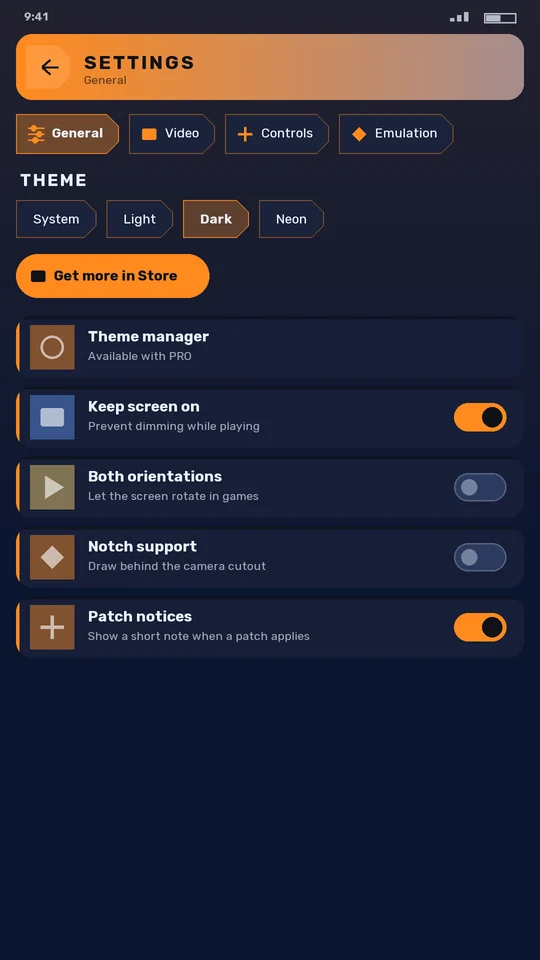 9:41
SETTINGS
General
General
Video
Controls
Emulation
THEME
System
Light
Dark
Neon
Get more in Store
Theme manager
Available with PRO
Keep screen on
Prevent dimming while playing
Both orientations
Let the screen rotate in games
Notch support
Draw behind the camera cutout
Patch notices
Show a short note when a patch applies